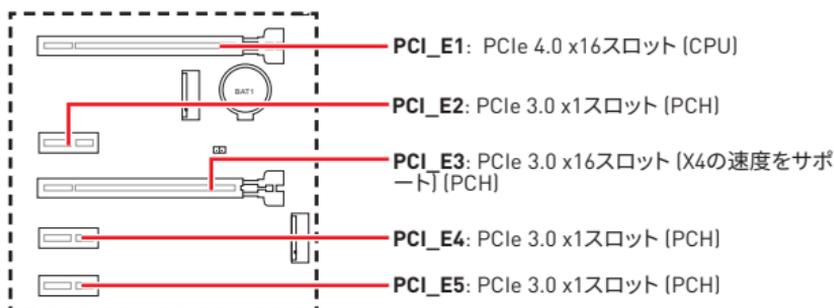 PCI_E1: PCIe 4.0 x16スロット (CPU)
BAT1
PCI_E2: PCIe 3.0 x1スロット (PCH)
PCI_E3: PCIe 3.0 x16スロット (X4の速度をサポ
ート) (PCH)
PCI_E4: PCIe 3.0 x1スロット (PCH)
PCI_E5: PCIe 3.0 x1スロット (PCH)